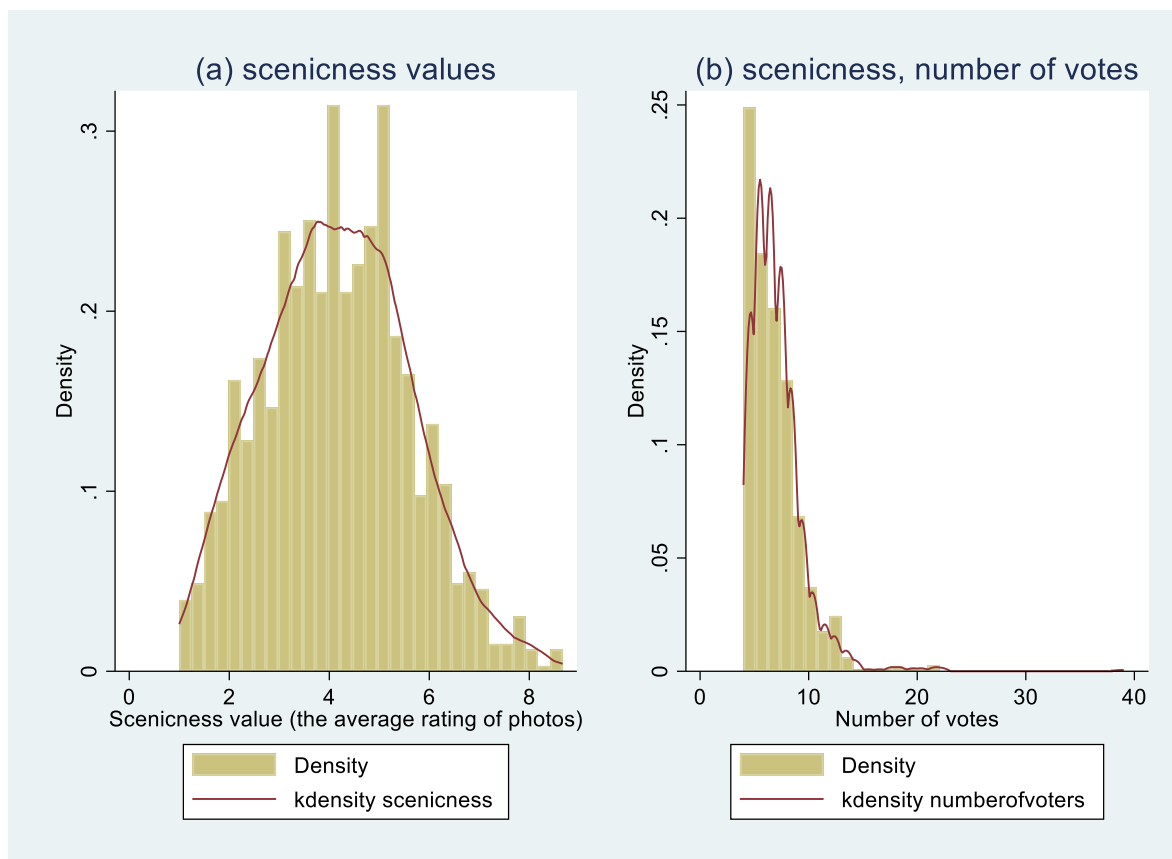 (a) scenicness values
.3
.2
.1
0
Density
0 2 4 6 8
Scenicness value (the average rating of photos)
Density
kdensity scenicness
(b) scenicness, number of votes
.25
.2
.15
.1
.05
0
Density
0 10 20 30 40
Number of votes
Density
kdensity numberofvoters